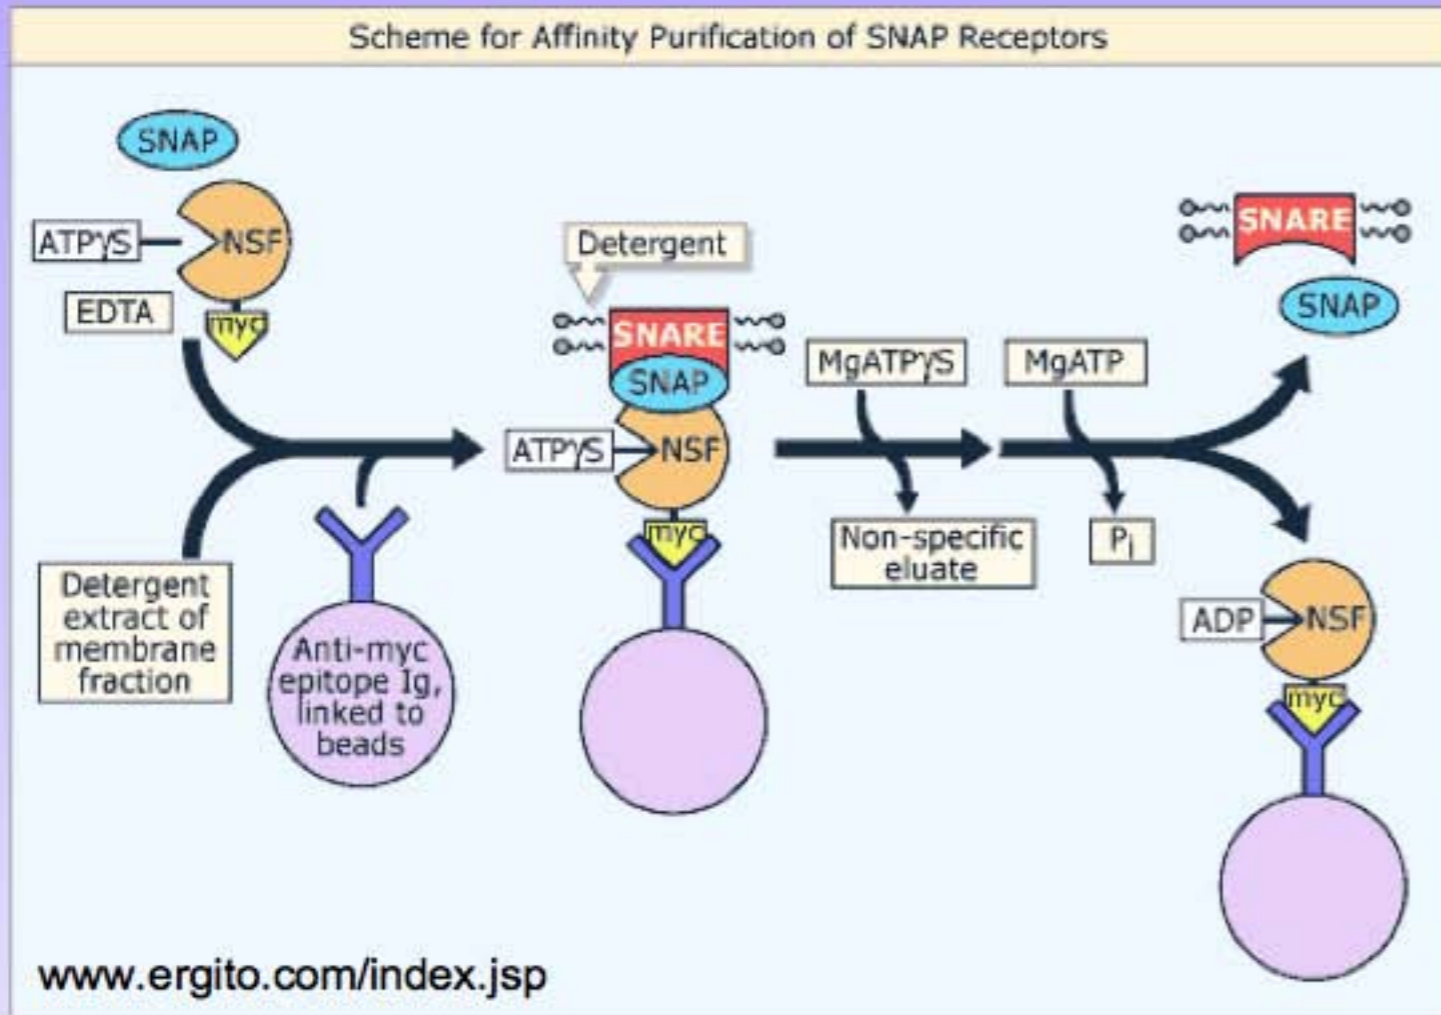 Scheme for Affinity Purification of SNAP Receptors
SNAP
ATPγS
NSF
EDTA
myc
Detergent
extract of
membrane
fraction
Anti-myc
epitope Ig,
linked to
beads
Detergent
SNARE
SNAP
ATPγS
NSF
myc
MgATPγS
Non-specific
eluate
MgATP
Pi
SNARE
SNAP
ADP
NSF
myc
www.ergito.com/index.jsp